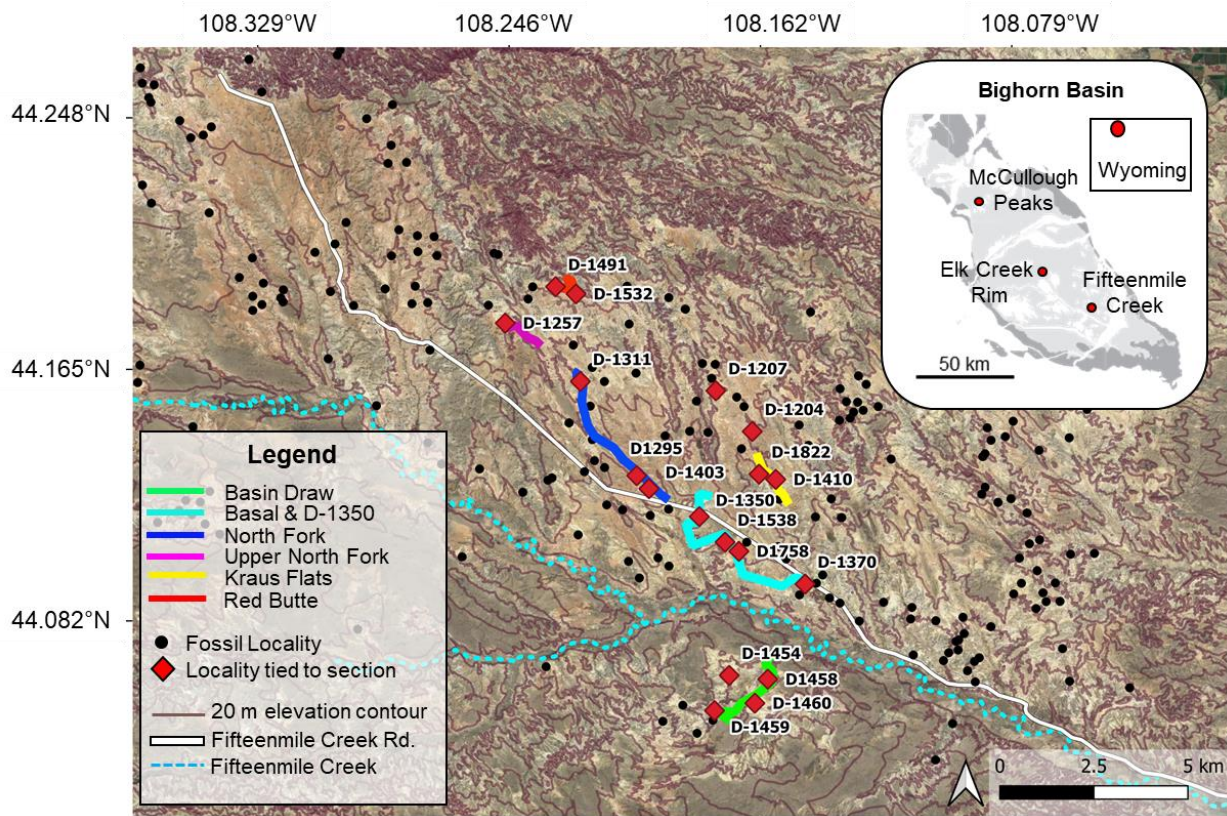 108.329°W
108.246°W
108.162°W
108.079°W
44.248°N
44.165°N
44.082°N
Bighorn Basin
Wyoming
McCullough
Peaks
Elk Creek
Rim
Fifteenmile
Creek
50 km
D-1491
D-1532
D-1257
D-1311
D-1207
D-1204
D1295
D-1822
D-1403
D-1410
D-1350
D-1538
D1758
D-1370
D-1454
D1458
D-1460
D-1459
Legend
Basin Draw
Basal & D-1350
North Fork
Upper North Fork
Kraus Flats
Red Butte
Fossil Locality
Locality tied to section
20 m elevation contour
Fifteenmile Creek Rd.
Fifteenmile Creek
0 2.5 5 km